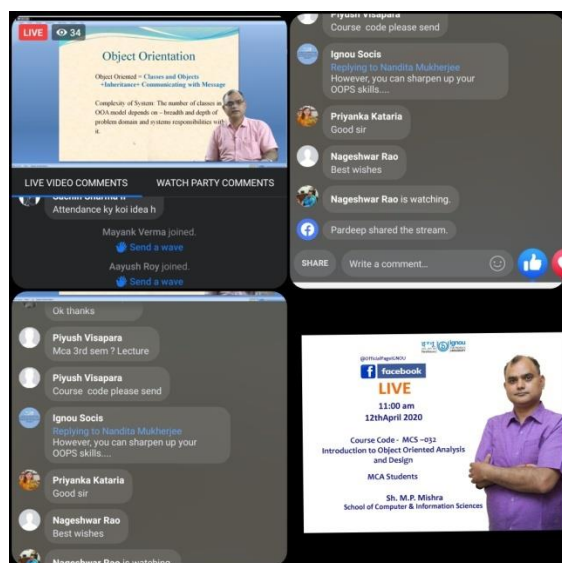 LIVE
34
Object Orientation
Object Oriented = Classes and Objects
+Inheritance+ Communicating with Message
Complexity of System: The number of classes in
OOA model depends on – breadth and depth of
problem domain and systems responsibilities with
it.
LIVE VIDEO COMMENTS
WATCH PARTY COMMENTS
Attendance ky koi idea h
Mayank Verma joined.
Send a wave
Aayush Roy joined.
Send a wave
Piyush Visapara
Course code please send
Ignou Socis
Replying to Nandita Mukherjee
However, you can sharpen up your
OOPS skills....
Priyanka Kataria
Good sir
Nageshwar Rao
Best wishes
Nageshwar Rao is watching.
Pardeep shared the stream.
SHARE
Write a comment...
Ok thanks
Piyush Visapara
Mca 3rd sem ? Lecture
Piyush Visapara
Course code please send
Ignou Socis
Replying to Nandita Mukherjee
However, you can sharpen up your
OOPS skills....
Priyanka Kataria
Good sir
Nageshwar Rao
Best wishes
Nageshwar Rao is watching
ignou
@OfficialPageIGNOU
f facebook
LIVE
11:00 am
12thApril 2020
Course Code - MCS –032
Introduction to Object Oriented Analysis
and Design
MCA Students
Sh. M.P. Mishra
School of Computer & Information Sciences